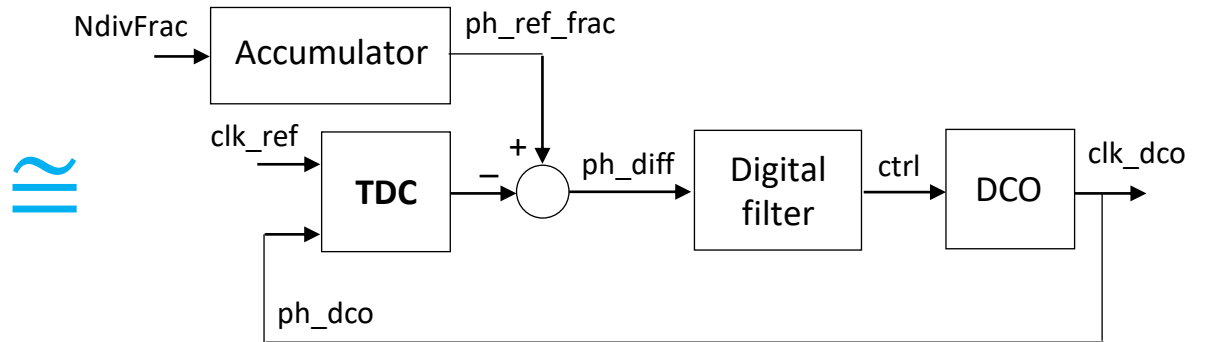 NdivFrac
Accumulator
ph_ref_frac
≅
clk_ref
TDC
+
−
ph_diff
Digital
filter
ctrl
DCO
clk_dco
ph_dco